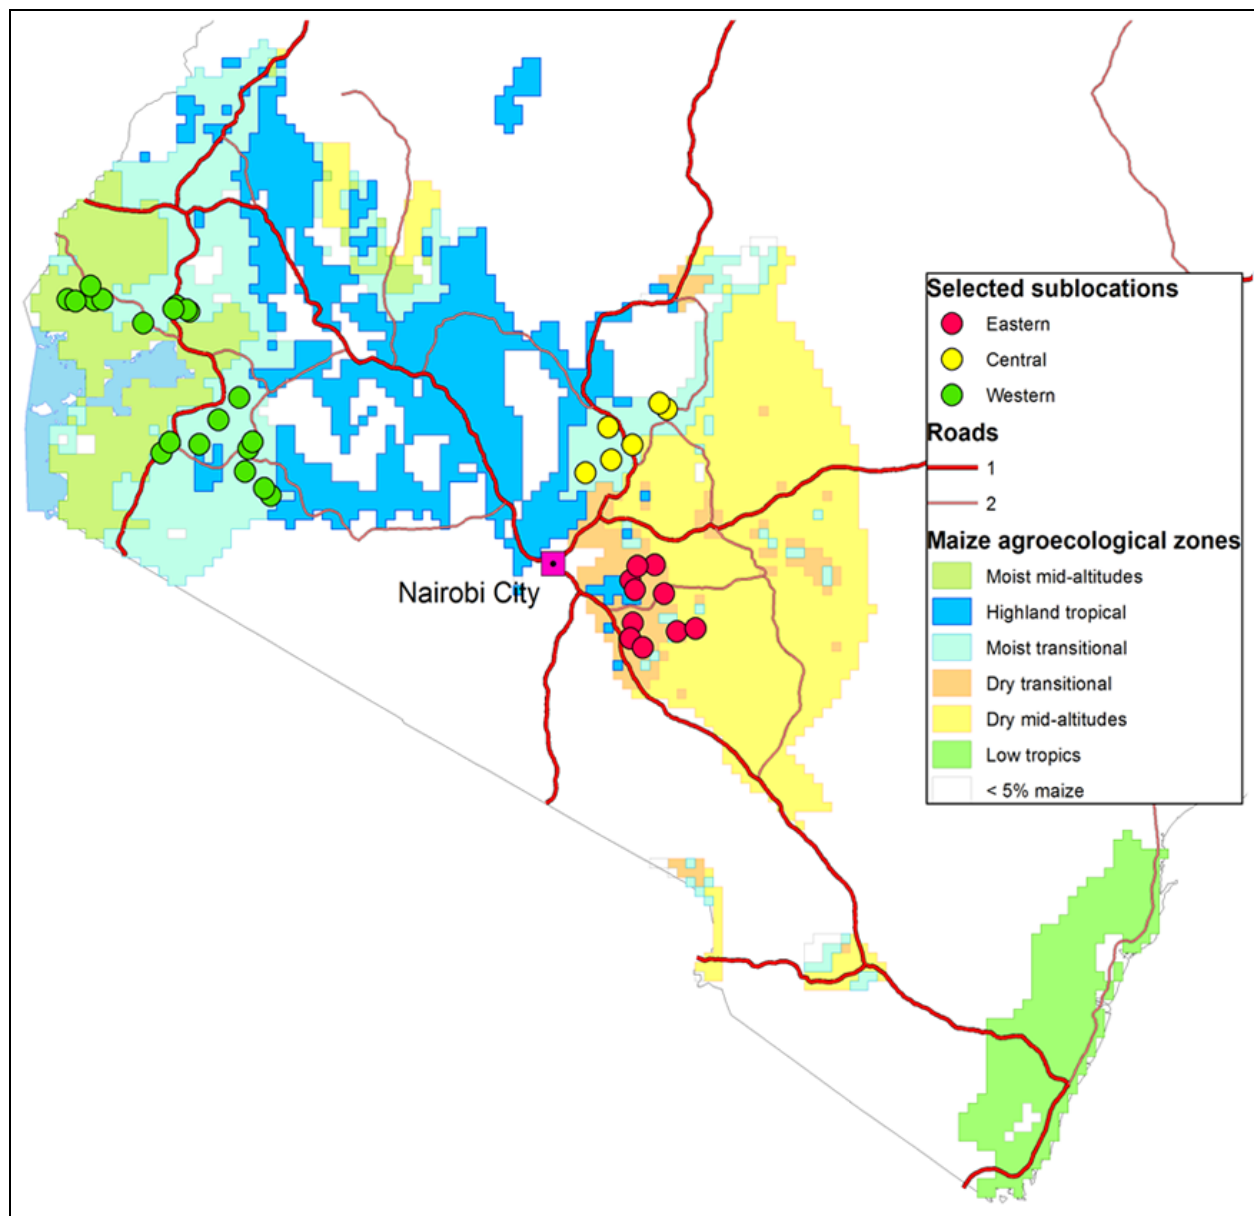 Selected sublocations
Eastern
Central
Western
Roads
1
2
Maize agroecological zones
Moist mid-altitudes
Highland tropical
Moist transitional
Dry transitional
Dry mid-altitudes
Low tropics
< 5% maize
Nairobi City